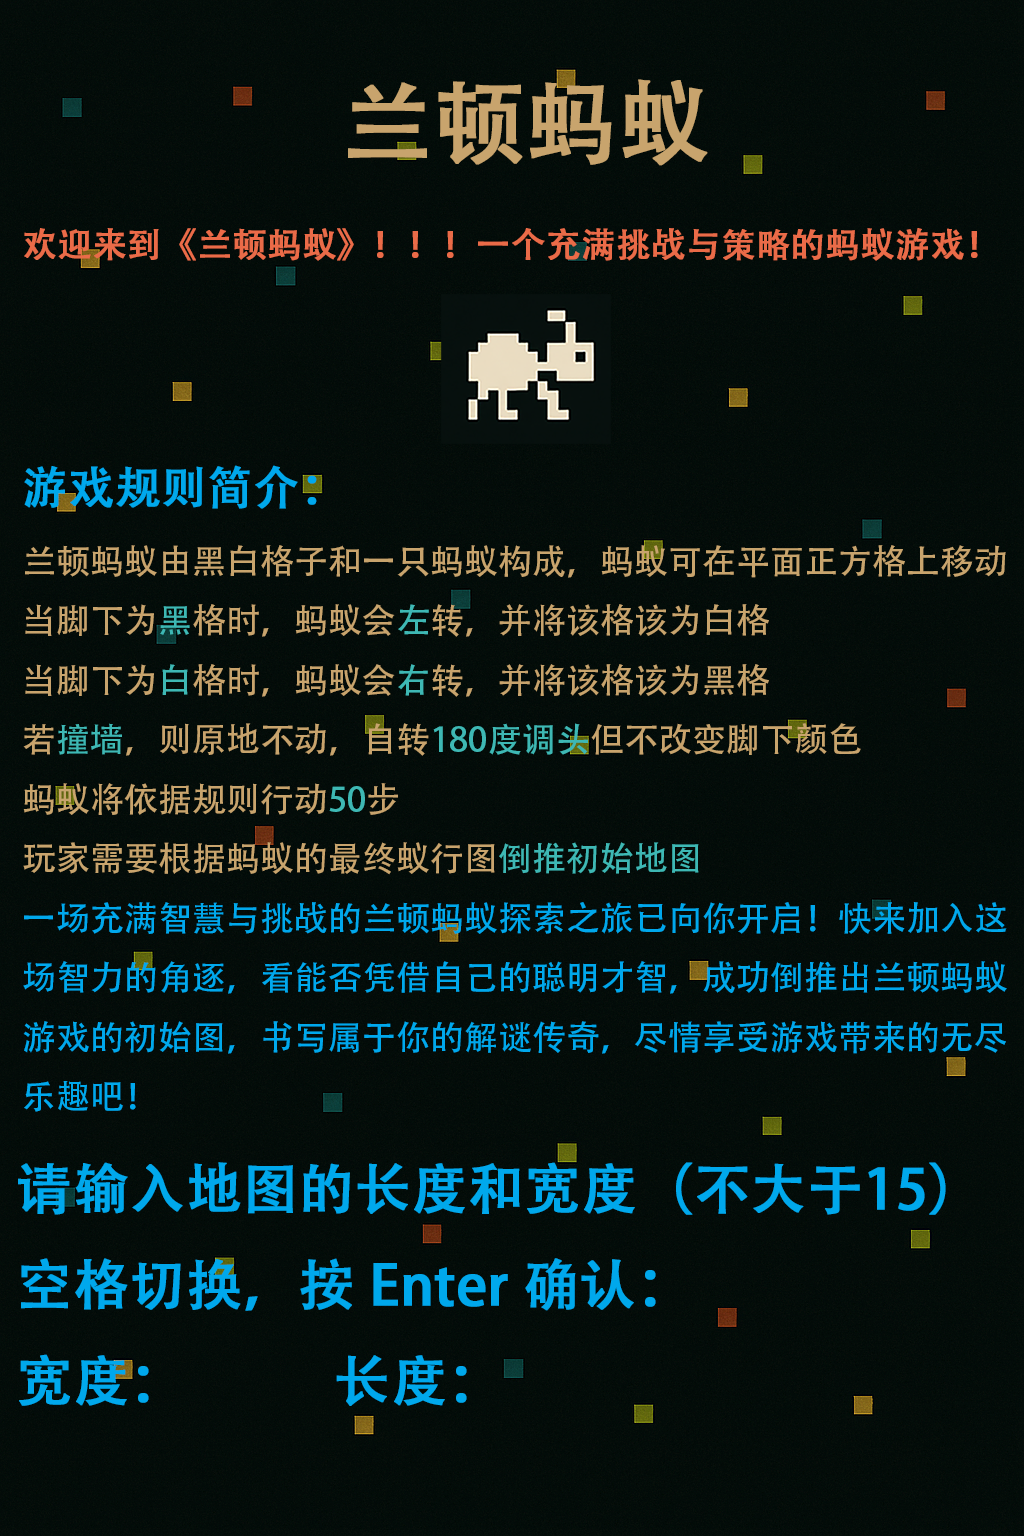 兰顿蚂蚁
欢迎来到《兰顿蚂蚁》！！！一个充满挑战与策略的蚂蚁游戏！
游戏规则简介：
兰顿蚂蚁由黑白格子和一只蚂蚁构成，蚂蚁可在平面正方格上移动
当脚下为黑格时，蚂蚁会左转，并将该格该为白格
当脚下为白格时，蚂蚁会右转，并将该格该为黑格
若撞墙，则原地不动，自转180度调头但不改变脚下颜色
蚂蚁将依据规则行动50步
玩家需要根据蚂蚁的最终蚁行图倒推初始地图
一场充满智慧与挑战的兰顿蚂蚁探索之旅已向你开启！快来加入这
场智力的角逐，看能否凭借自己的聪明才智，成功倒推出兰顿蚂蚁
游戏的初始图，书写属于你的解谜传奇，尽情享受游戏带来的无尽
乐趣吧！
请输入地图的长度和宽度（不大于15）
空格切换，按 Enter 确认：
宽度： 长度：